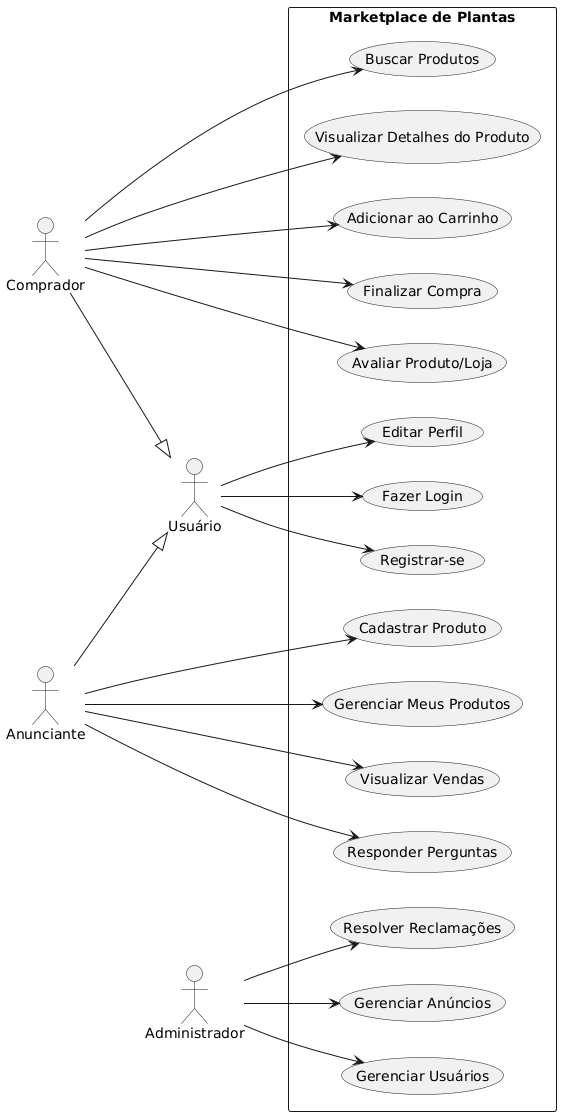 Marketplace de Plantas
Buscar Produtos
Visualizar Detalhes do Produto
Adicionar ao Carrinho
Comprador
Finalizar Compra
Avaliar Produto/Loja
Editar Perfil
Fazer Login
Usuário
Registrar-se
Cadastrar Produto
Gerenciar Meus Produtos
Anunciante
Visualizar Vendas
Responder Perguntas
Resolver Reclamações
Gerenciar Anúncios
Administrador
Gerenciar Usuários